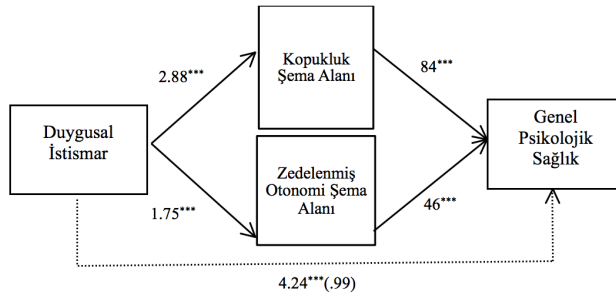 Kopukluk
Şema Alanı
2.88***
84***
Duygusal
İstismar
Genel
Psikolojik
Sağlık
Zedelenmiş
Otonomi Şema
Alanı
1.75***
46***
4.24***(.99)